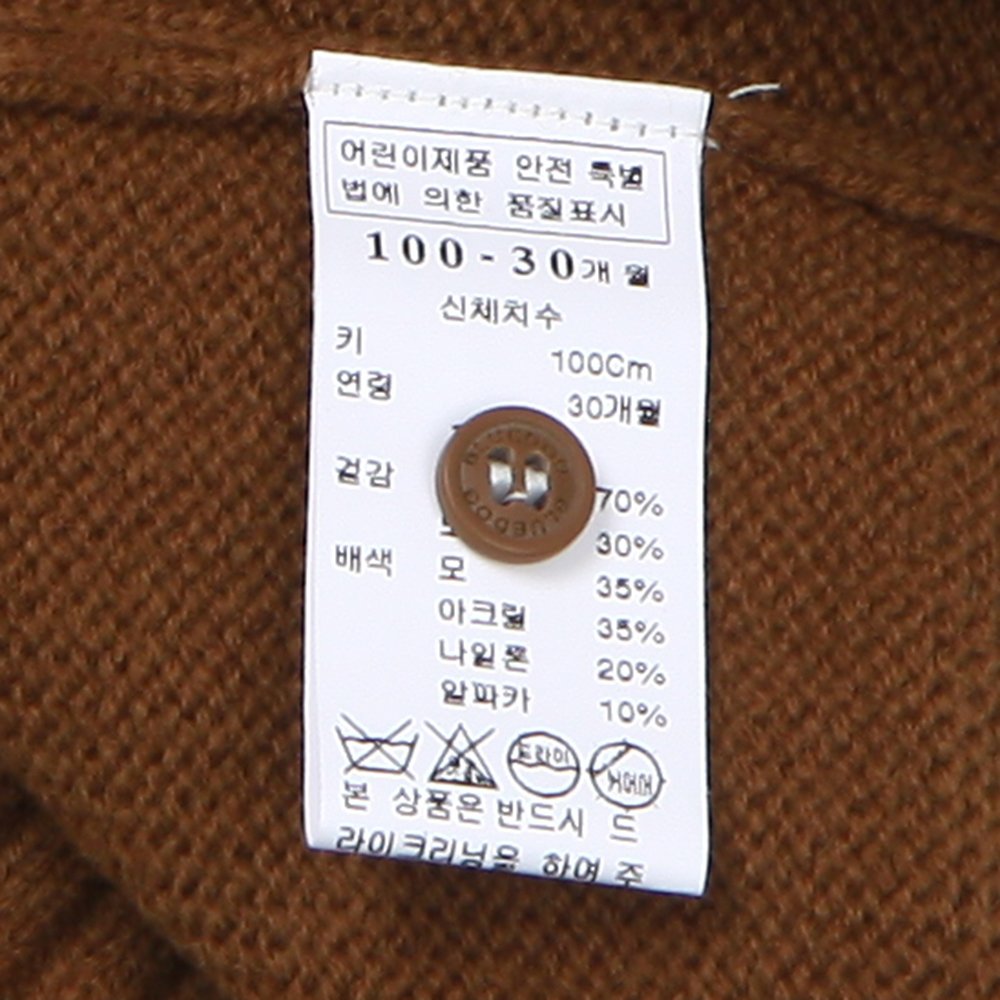 어린이제품 안전 특별
법에 의한 품질표시
100-30개월
신체치수
키 100Cm
연령 30개월
겉감 70%
30%
배색 모 35%
아크릴 35%
나일론 20%
알파카 10%
드라이
본 상품은 반드시 드
라이크리닝을 하여 주
BLUEDOG